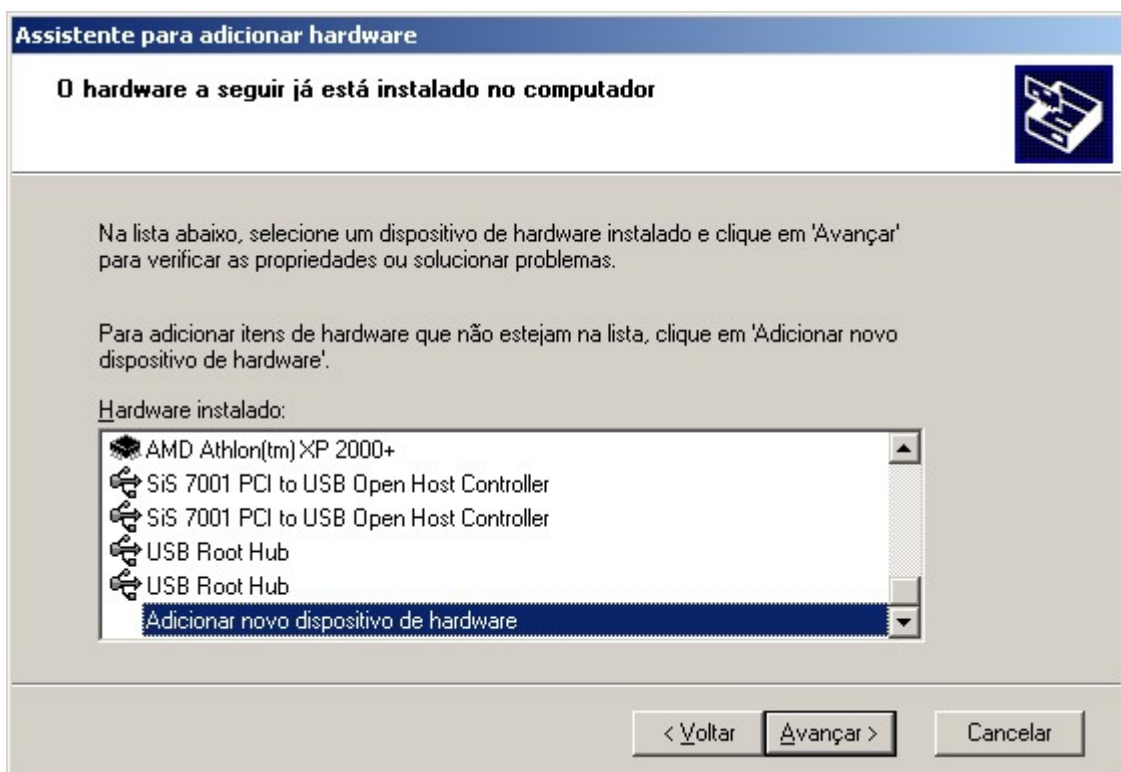 Assistente para adicionar hardware
O hardware a seguir já está instalado no computador
Na lista abaixo, selecione um dispositivo de hardware instalado e clique em 'Avançar'
para verificar as propriedades ou solucionar problemas.
Para adicionar itens de hardware que não estejam na lista, clique em 'Adicionar novo
dispositivo de hardware'.
Hardware instalado:
AMD Athlon(tm) XP 2000+
SiS 7001 PCI to USB Open Host Controller
SiS 7001 PCI to USB Open Host Controller
USB Root Hub
USB Root Hub
Adicionar novo dispositivo de hardware
< Voltar Avançar > Cancelar